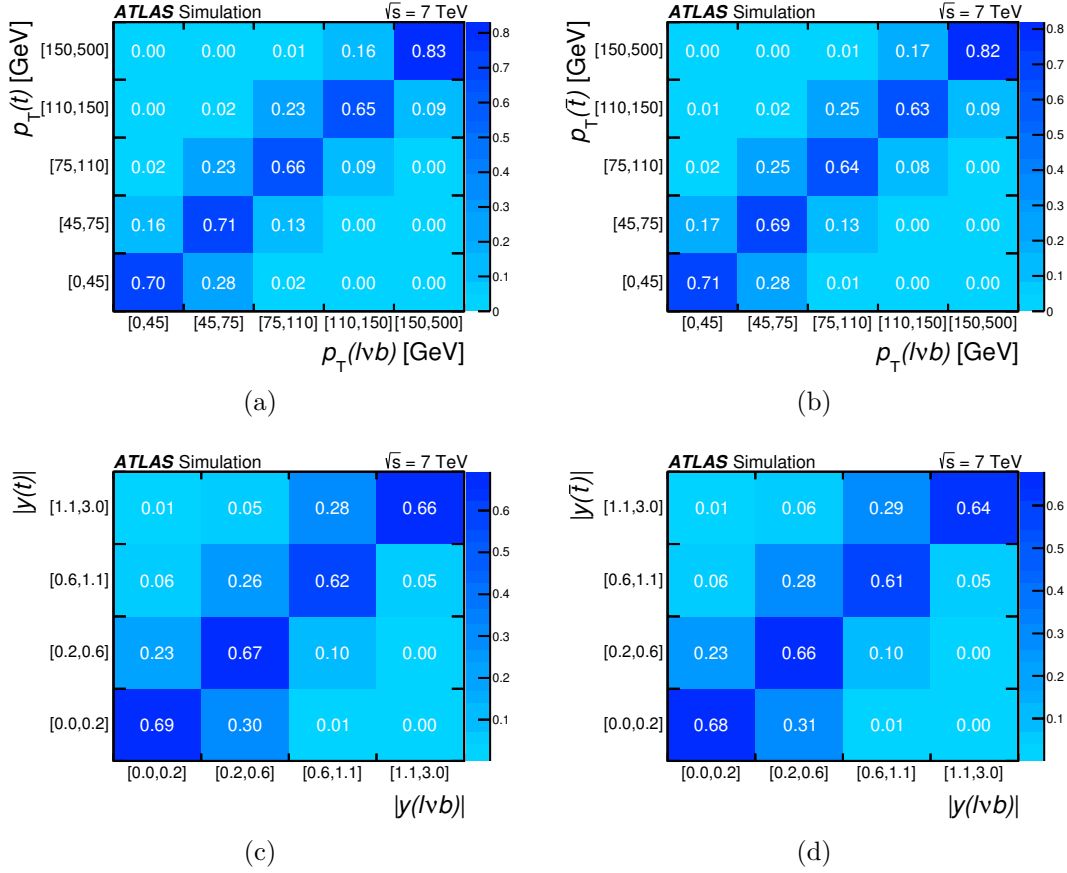 ATLAS Simulation √s = 7 TeV
p_T(t) [GeV]
[150,500] 0.00 0.00 0.01 0.16 0.83
[110,150] 0.00 0.02 0.23 0.65 0.09
[75,110] 0.02 0.23 0.66 0.09 0.00
[45,75] 0.16 0.71 0.13 0.00 0.00
[0,45] 0.70 0.28 0.02 0.00 0.00
[0,45] [45,75] [75,110] [110,150] [150,500]
p_T(lνb) [GeV]
0.8
0.7
0.6
0.5
0.4
0.3
0.2
0.1
0
(a)
ATLAS Simulation √s = 7 TeV
p_T(t̄) [GeV]
[150,500] 0.00 0.00 0.01 0.17 0.82
[110,150] 0.01 0.02 0.25 0.63 0.09
[75,110] 0.02 0.25 0.64 0.08 0.00
[45,75] 0.17 0.69 0.13 0.00 0.00
[0,45] 0.71 0.28 0.01 0.00 0.00
[0,45] [45,75] [75,110] [110,150] [150,500]
p_T(lνb) [GeV]
0.8
0.7
0.6
0.5
0.4
0.3
0.2
0.1
0
(b)
ATLAS Simulation √s = 7 TeV
|y(t)|
[1.1,3.0] 0.01 0.05 0.28 0.66
[0.6,1.1] 0.06 0.26 0.62 0.05
[0.2,0.6] 0.23 0.67 0.10 0.00
[0.0,0.2] 0.69 0.30 0.01 0.00
[0.0,0.2] [0.2,0.6] [0.6,1.1] [1.1,3.0]
|y(lνb)|
0.6
0.5
0.4
0.3
0.2
0.1
(c)
ATLAS Simulation √s = 7 TeV
|y(t̄)|
[1.1,3.0] 0.01 0.06 0.29 0.64
[0.6,1.1] 0.06 0.28 0.61 0.05
[0.2,0.6] 0.23 0.66 0.10 0.00
[0.0,0.2] 0.68 0.31 0.01 0.00
[0.0,0.2] [0.2,0.6] [0.6,1.1] [1.1,3.0]
|y(lνb)|
0.6
0.5
0.4
0.3
0.2
0.1
(d)